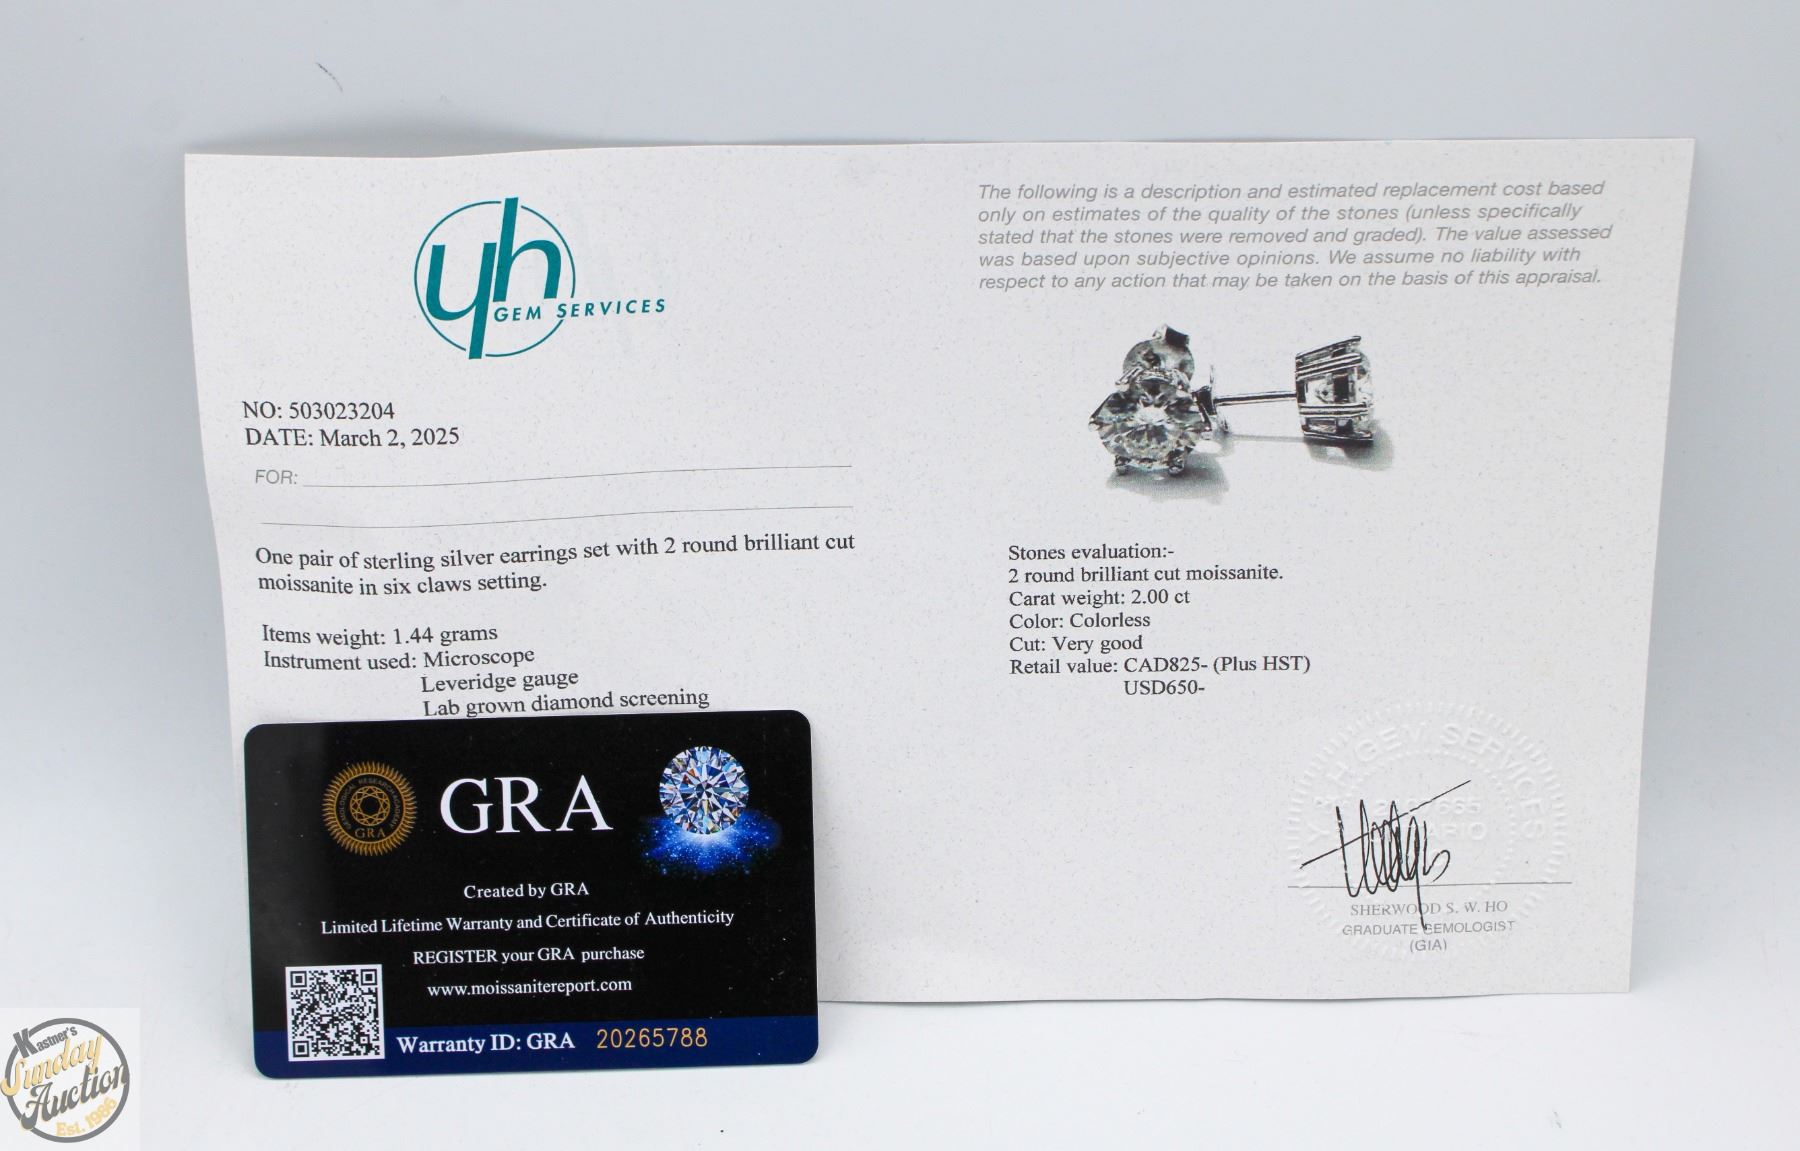 yh
GEM SERVICES
NO: 503023204
DATE: March 2, 2025
FOR:
One pair of sterling silver earrings set with 2 round brilliant cut
moissanite in six claws setting.
Items weight: 1.44 grams
Instrument used: Microscope
Leveridge gauge
Lab grown diamond screening
The following is a description and estimated replacement cost based
only on estimates of the quality of the stones (unless specifically
stated that the stones were removed and graded). The value assessed
was based upon subjective opinions. We assume no liability with
respect to any action that may be taken on the basis of this appraisal.
Stones evaluation:-
2 round brilliant cut moissanite.
Carat weight: 2.00 ct
Color: Colorless
Cut: Very good
Retail value: CAD825- (Plus HST)
USD650-
GEM SERVICES
SHERWOOD S. W. HO
GRADUATE GEMOLOGIST
(GIA)
GEMOLOGICAL RESEARCH ACADEMY
GRA
GRA
Created by GRA
Limited Lifetime Warranty and Certificate of Authenticity
REGISTER your GRA purchase
www.moissanitereport.com
Warranty ID: GRA 20265788
Kastner's
Sunday
Auction
Est. 1986